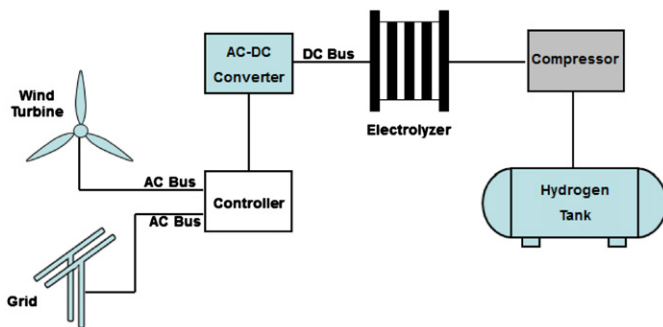 AC-DC
Converter
DC Bus
Compressor
Wind
Turbine
Electrolyzer
AC Bus
Controller
AC Bus
Hydrogen
Tank
Grid